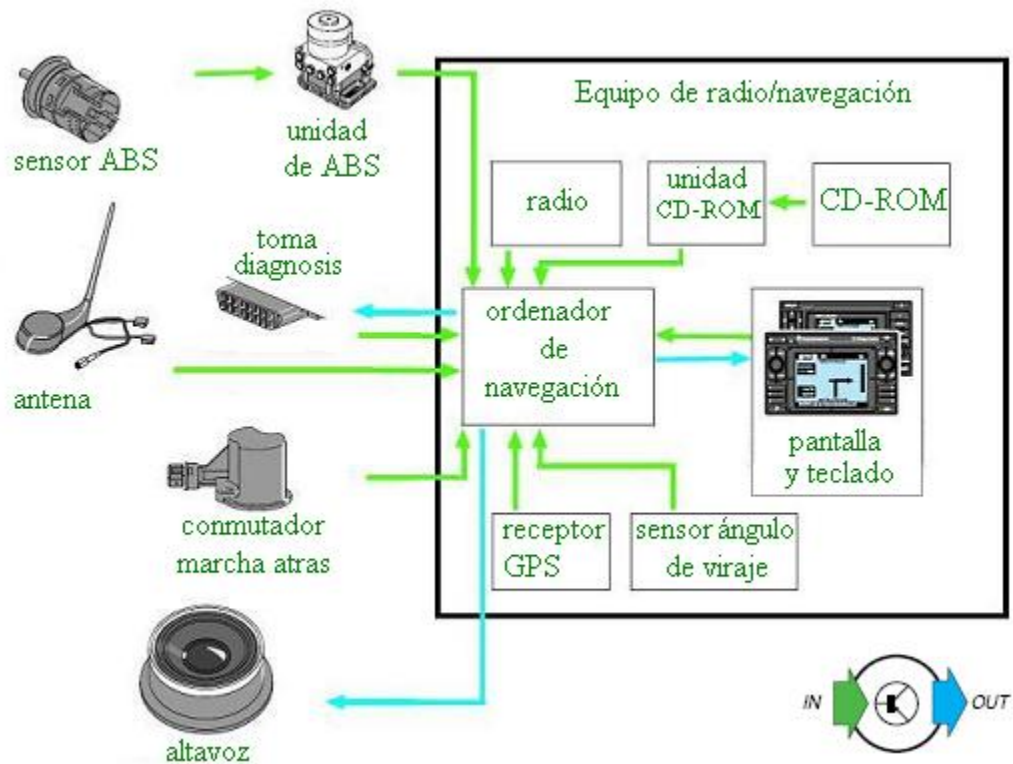 Equipo de radio/navegación
sensor ABS
unidad
de ABS
radio
unidad
CD-ROM
CD-ROM
toma
diagnosis
ordenador
de
navegación
antena
pantalla
y teclado
conmutador
marcha atras
receptor
GPS
sensor ángulo
de viraje
altavoz
IN
OUT